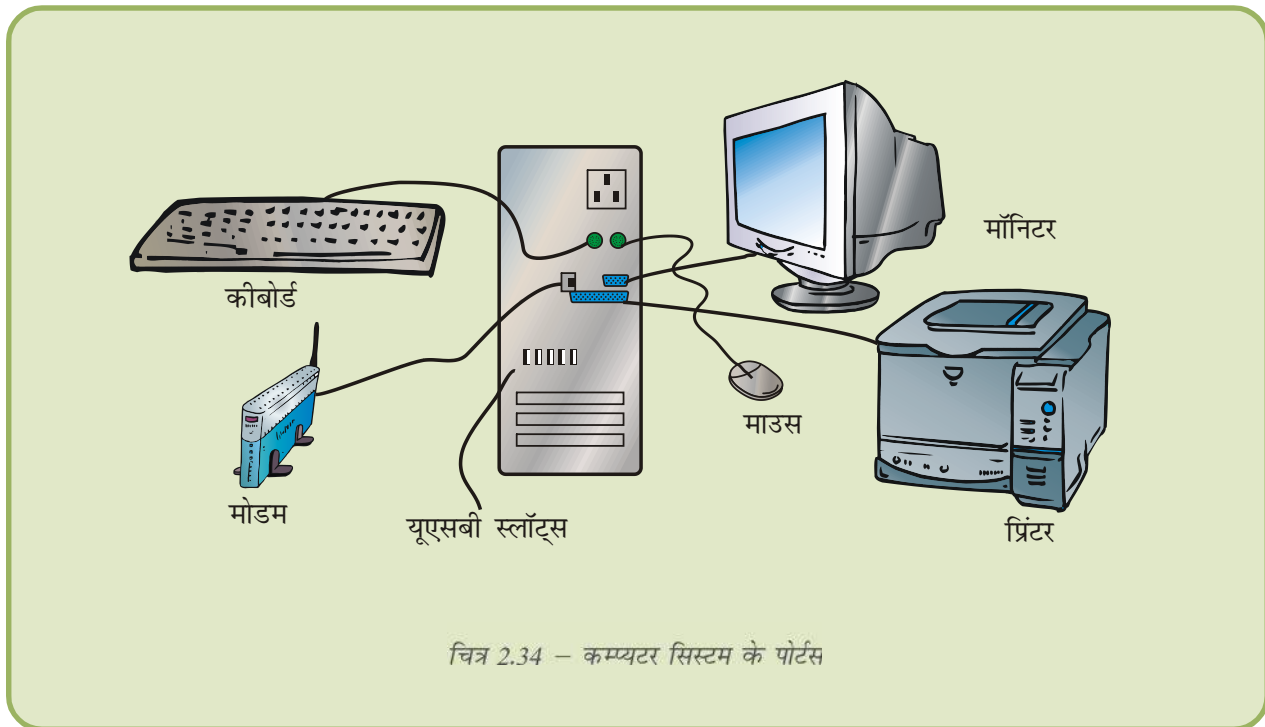 मॉनिटर
कीबोर्ड
माउस
मोडम
यूएसबी स्लॉट्स
प्रिंटर
चित्र 2.34 – कम्प्यटर सिस्टम के पोर्टस